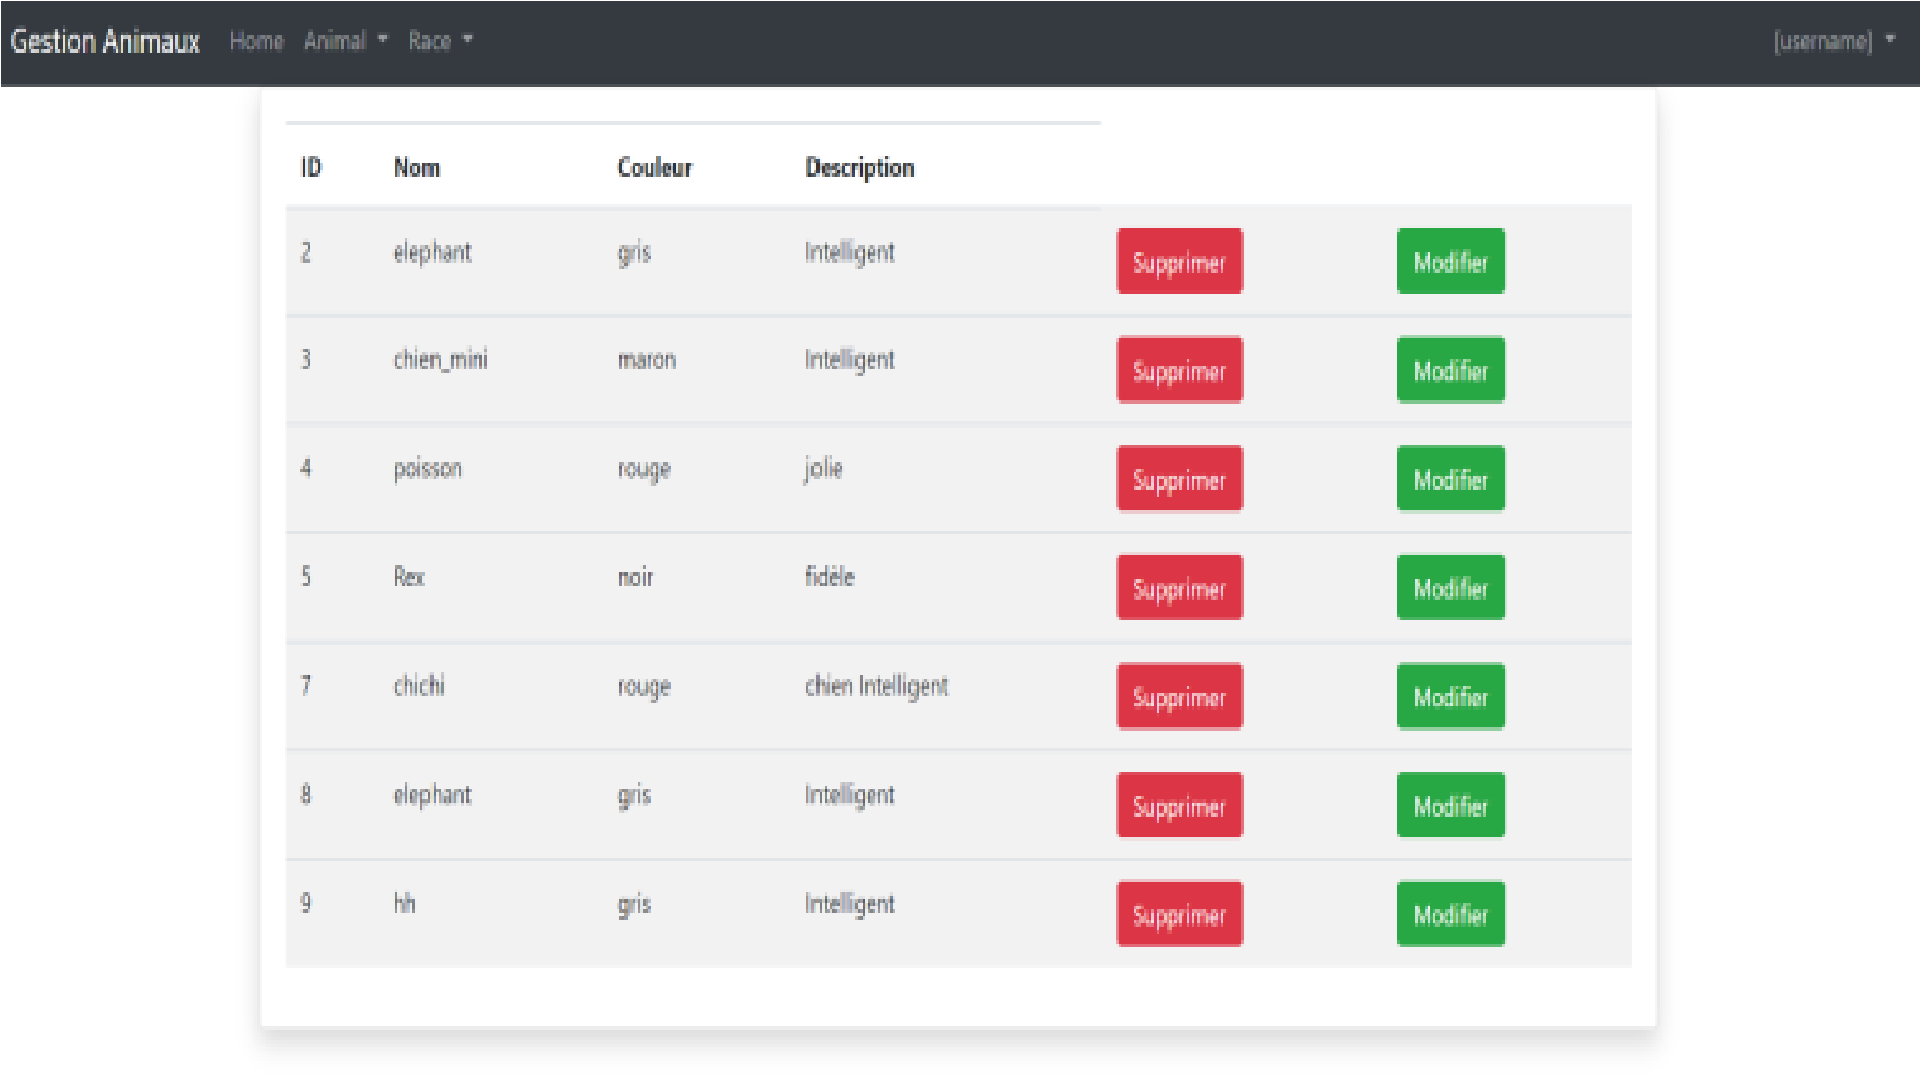 Gestion Animaux Home Animal Race [username]
ID Nom Couleur Description
2 elephant gris Intelligent Supprimer Modifier
3 chien_mini maron Intelligent Supprimer Modifier
4 poisson rouge jolie Supprimer Modifier
5 Rex noir fidèle Supprimer Modifier
7 chichi rouge chien Intelligent Supprimer Modifier
8 elephant gris Intelligent Supprimer Modifier
9 hh gris Intelligent Supprimer Modifier